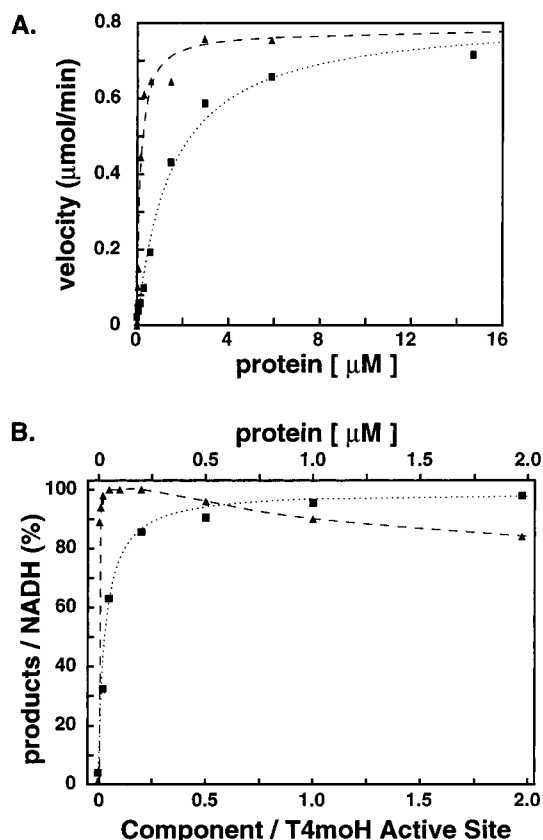 A.
velocity (μmol/min)
0.8
0.6
0.4
0.2
0
0 4 8 12 16
protein [ μM ]
B.
protein [ μM ]
0 0.5 1.0 1.5 2.0
products / NADH (%)
100
80
60
40
20
0
0 0.5 1.0 1.5 2.0
Component / T4moH Active Site